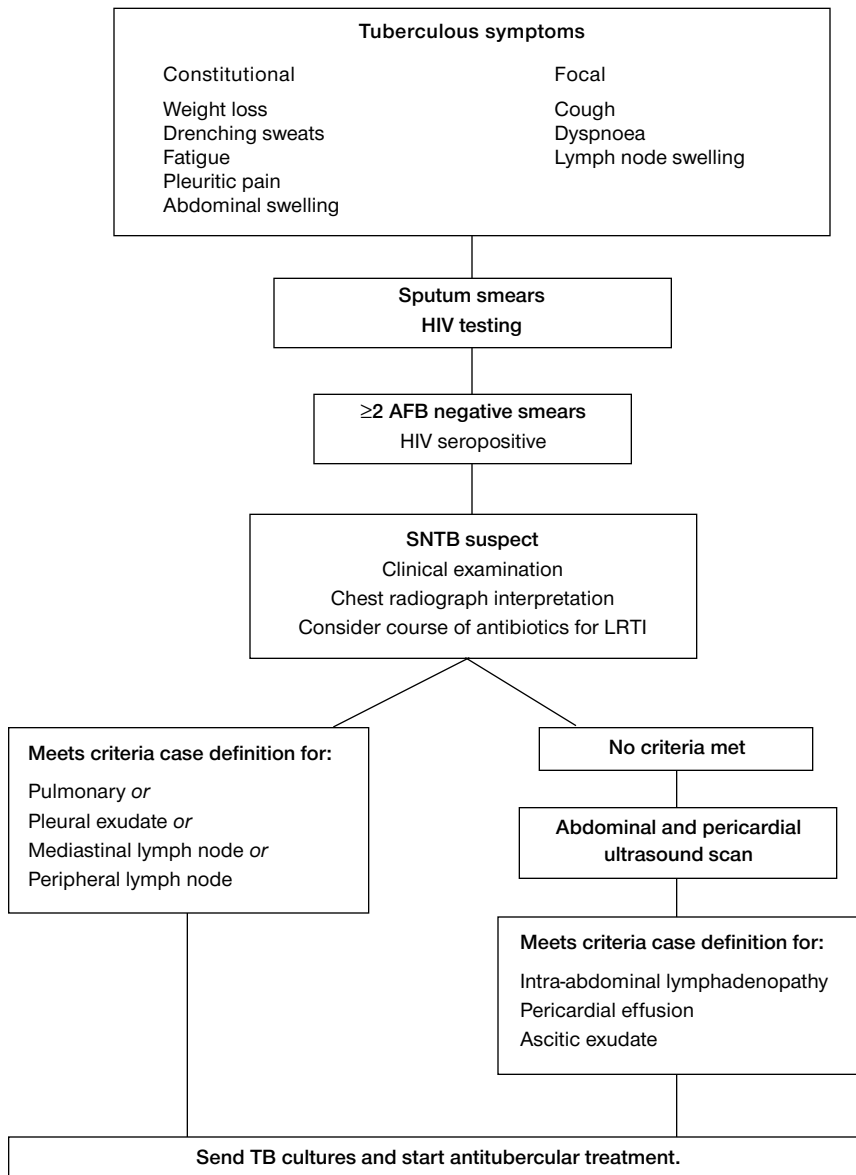 Tuberculous symptoms
Constitutional
Weight loss
Drenching sweats
Fatigue
Pleuritic pain
Abdominal swelling
Focal
Cough
Dyspnoea
Lymph node swelling
Sputum smears
HIV testing
≥2 AFB negative smears
HIV seropositive
SNTB suspect
Clinical examination
Chest radiograph interpretation
Consider course of antibiotics for LRTI
Meets criteria case definition for:
Pulmonary or
Pleural exudate or
Mediastinal lymph node or
Peripheral lymph node
No criteria met
Abdominal and pericardial
ultrasound scan
Meets criteria case definition for:
Intra-abdominal lymphadenopathy
Pericardial effusion
Ascitic exudate
Send TB cultures and start antitubercular treatment.